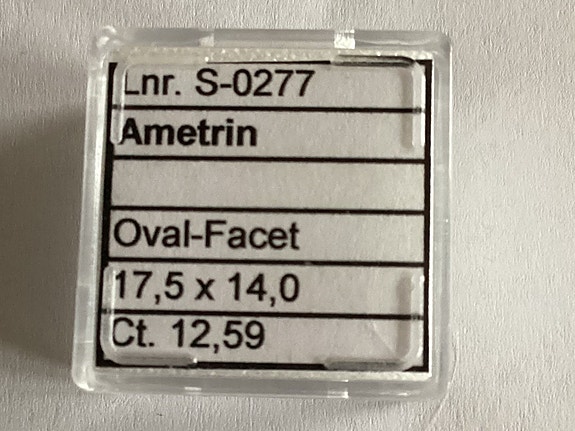 Lnr. S-0277
Ametrin
Oval-Facet
17,5 x 14,0
Ct. 12,59